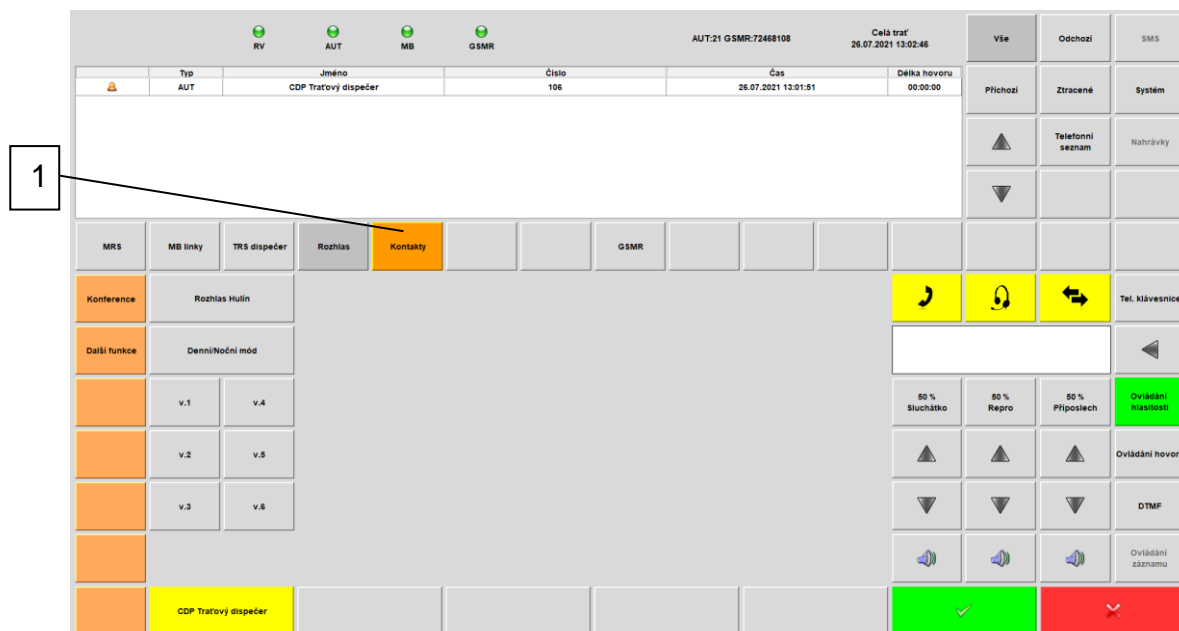 RV AUT MB GSMR AUT:21 GSMR:72468108 Celá trať
26.07.2021 13:02:46
Vše Odchozí SMS
Typ Jméno Číslo Čas Délka hovoru
AUT CDP Traťový dispečer 106 26.07.2021 13:01:51 00:00:00
Příchozí Ztracené Systém
Telefonní
seznam
Nahrávky
1
MRS MB linky TRS dispečer Rozhlas Kontakty GSMR
Konference Rozhlas Hulín Tel. klávesnice
Další funkce Denní/Noční mód
v.1 v.4
50 %
Sluchátko
50 %
Repro
50 %
Příposlech
Ovládání
hlasitosti
v.2 v.5 Ovládání hovor
v.3 v.6 DTMF
Ovládání
záznamu
CDP Traťový dispečer